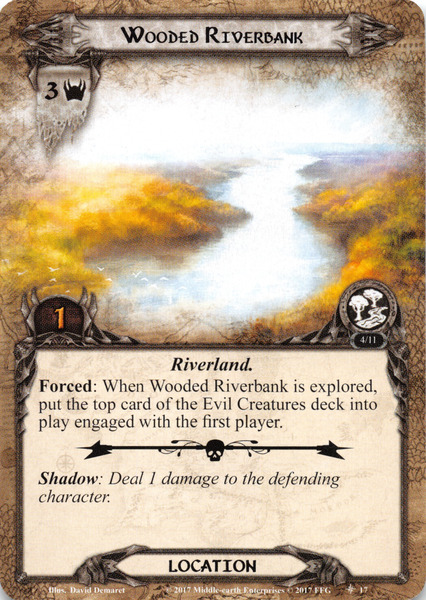 Wooded Riverbank
3
1
4/11
Riverland.
Forced: When Wooded Riverbank is explored,
put the top card of the Evil Creatures deck into
play engaged with the first player.
Shadow: Deal 1 damage to the defending
character.
LOCATION
Illus. David Demaret © 2017 Middle-earth Enterprises © 2017 FFG 17